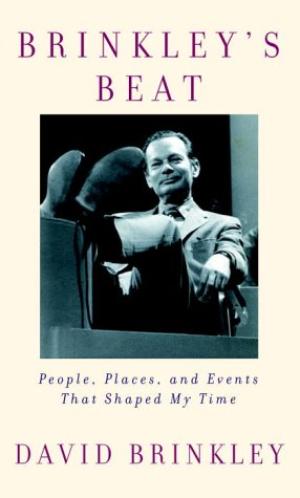 BRINKLEY'S
BEAT
People, Places, and Events
That Shaped My Time
DAVID BRINKLEY